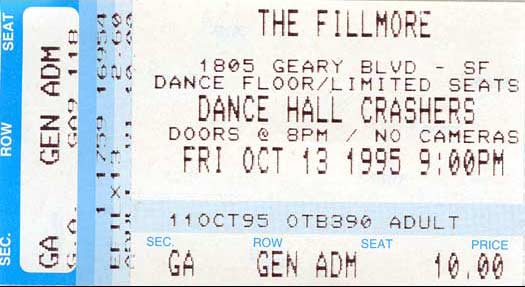 THE FILLMORE
1805 GEARY BLVD - SF
DANCE FLOOR/LIMITED SEATS
DANCE HALL CRASHERS
DOORS @ 8PM / NO CAMERAS
FRI OCT 13 1995 9:00PM
11OCT95 OTB390 ADULT
SEC. ROW SEAT PRICE
GA GEN ADM 10.00
SEC. ROW SEAT
GA GEN ADM